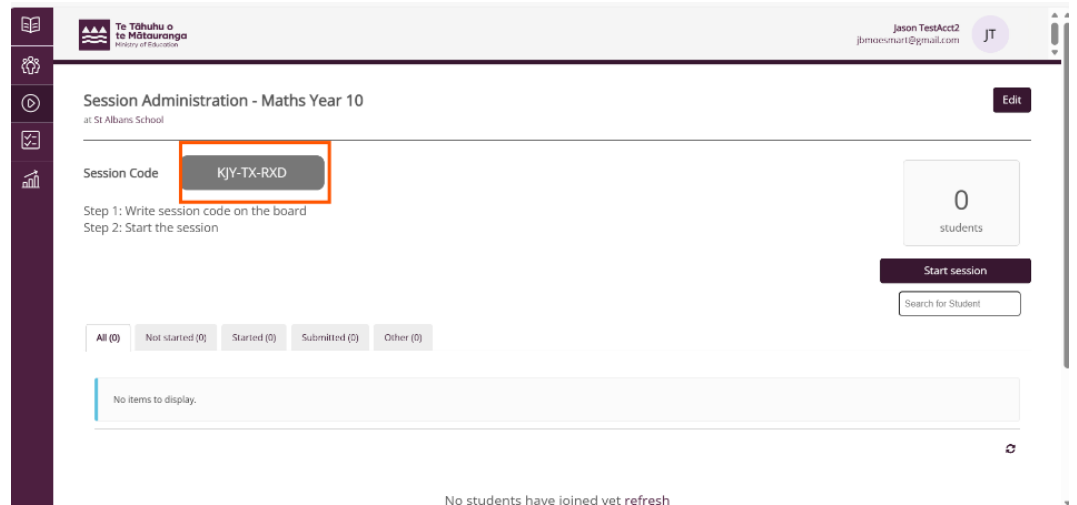 Te Tāhuhu o
te Mātauranga
Ministry of Education
Jason TestAcct2
jbmoesmart@gmail.com
JT
Session Administration - Maths Year 10
Edit
at St Albans School
Session Code
KJY-TX-RXD
Step 1: Write session code on the board
Step 2: Start the session
0
students
Start session
Search for Student
All (0)
Not started (0)
Started (0)
Submitted (0)
Other (0)
No items to display.
No students have joined yet refresh